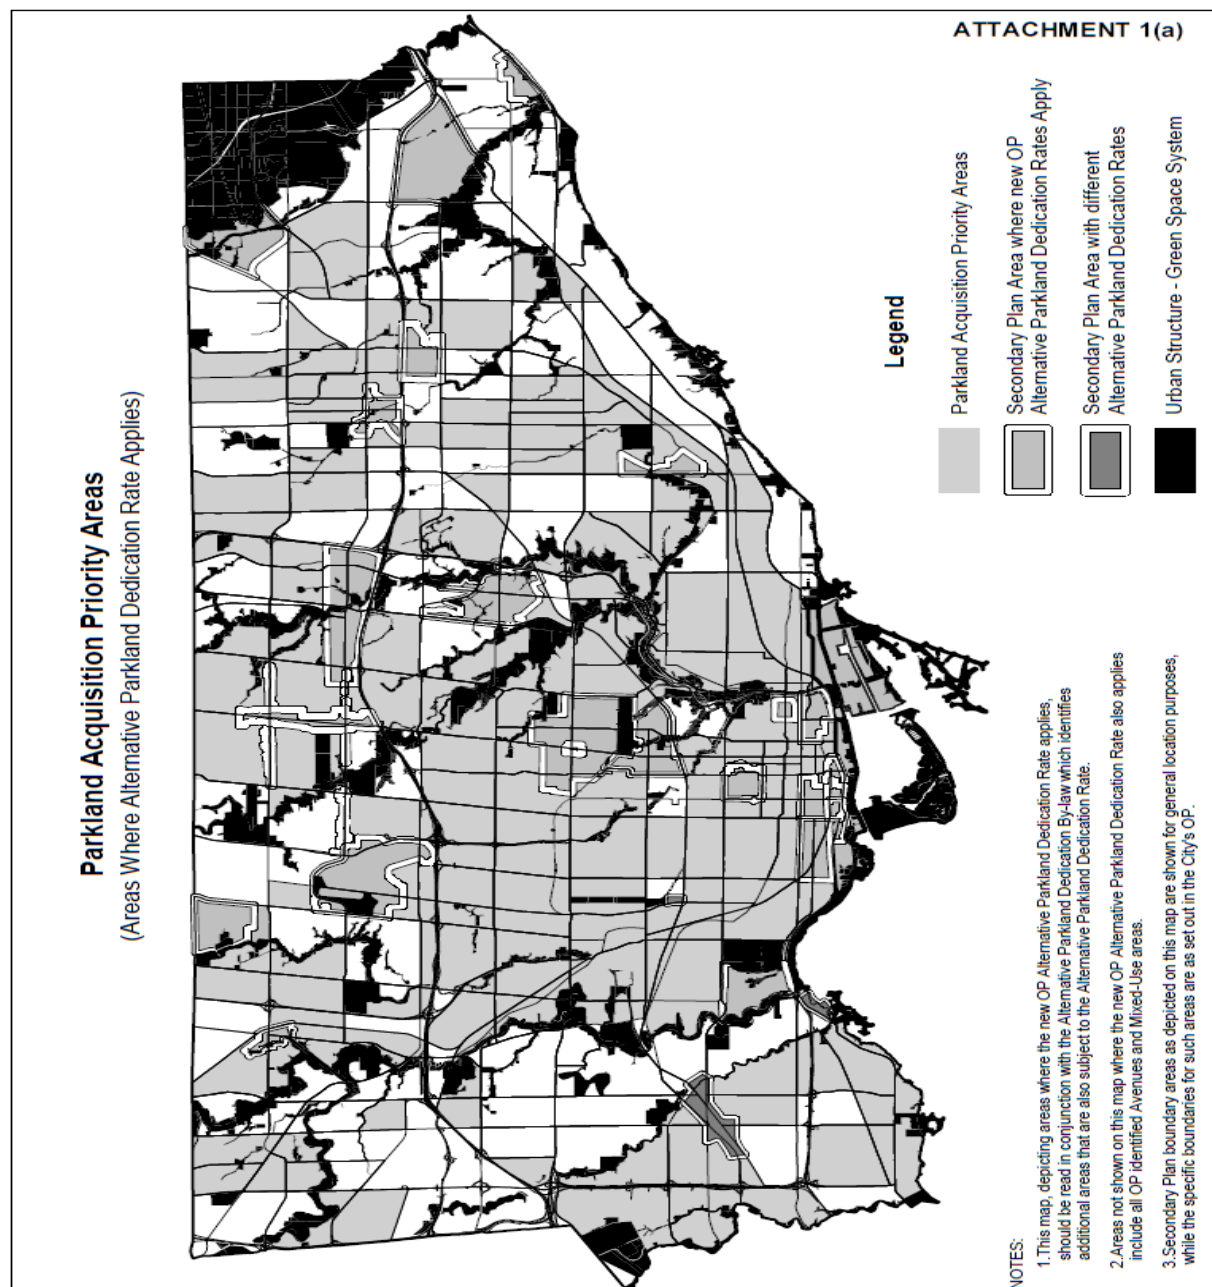 ATTACHMENT 1(a)
Parkland Acquisition Priority Areas
(Areas Where Alternative Parkland Dedication Rate Applies)
Legend
Parkland Acquisition Priority Areas
Secondary Plan Area where new OP
Alternative Parkland Dedication Rates Apply
Secondary Plan Area with different
Alternative Parkland Dedication Rates
Urban Structure - Green Space System
NOTES:
1.This map, depicting areas where the new OP Alternative Parkland Dedication Rate applies,
should be read in conjunction with the Alternative Parkland Dedication By-law which identifies
additional areas that are also subject to the Alternative Parkland Dedication Rate.
2.Areas not shown on this map where the new OP Alternative Parkland Dedication Rate also applies
include all OP identified Avenues and Mixed-Use areas.
3.Secondary Plan boundary areas as depicted on this map are shown for general location purposes,
while the specific boundaries for such areas are as set out in the City's OP.